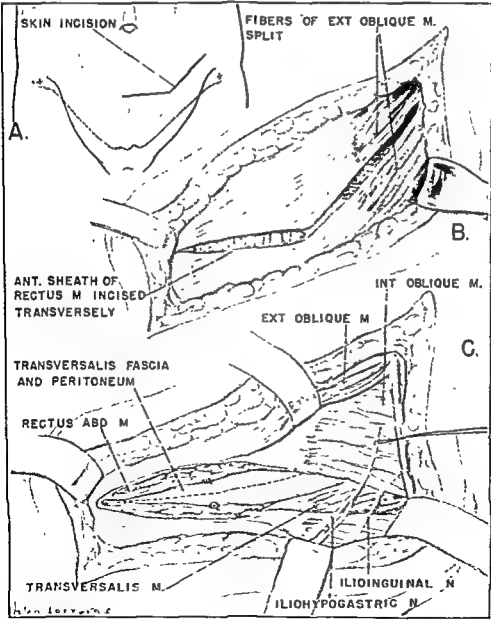 SKIN INCISION
FIBERS OF EXT OBLIQUE M.
SPLIT
A.
B.
ANT. SHEATH OF
RECTUS M INCISED
TRANSVERSELY
INT OBLIQUE M.
EXT OBLIQUE M
C.
TRANSVERSALIS FASCIA
AND PERITONEUM
RECTUS ABD M
TRANSVERSALIS M.
ILIOINGUINAL N
ILIOHYPOGASTRIC N
Lorraine